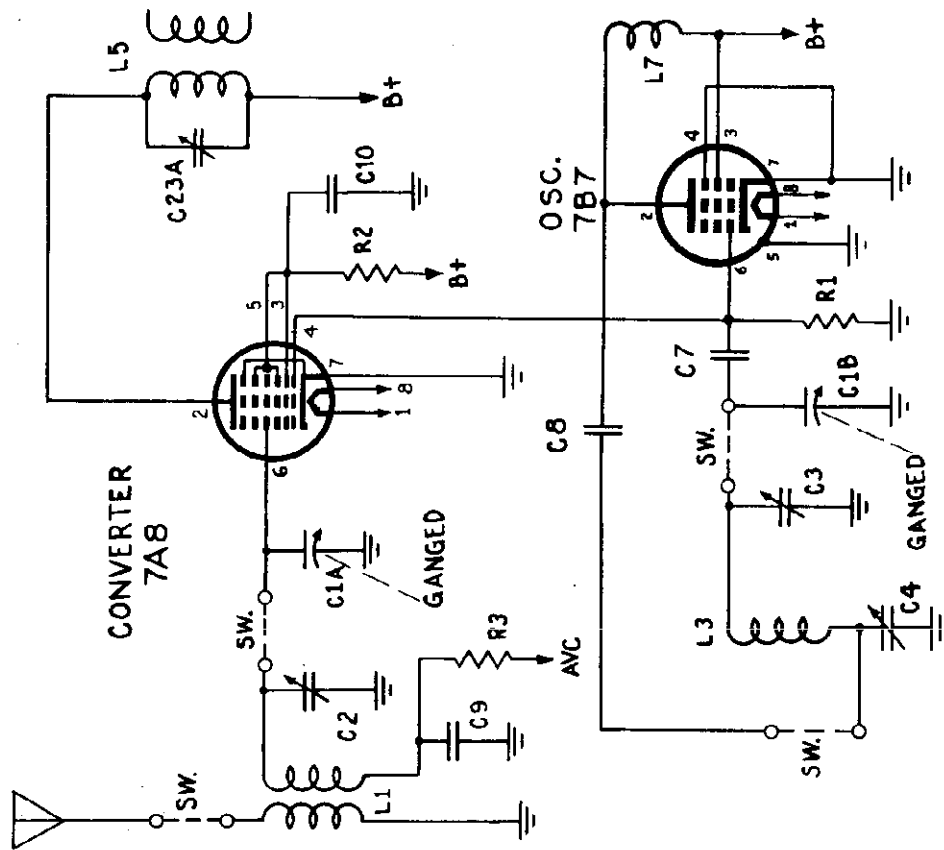 L5
C23A
B+
CONVERTER
7A8
2
5
3
4
7
8
1
6
R2
B+
C10
SW.
SW.
C1A
GANGED
C2
L1
C9
R3
AVC
L7
B+
OSC.
7B7
2
4
3
7
8
1
5
6
C8
C7
R1
SW.
C1B
GANGED
C3
L3
C4
SW.